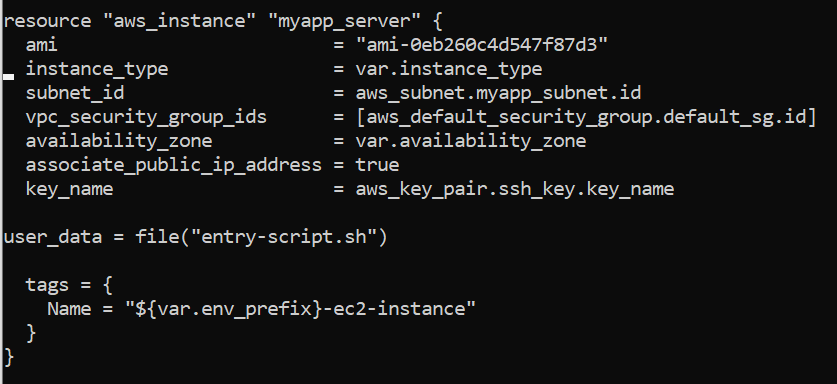 resource "aws_instance" "myapp_server" {
  ami                         = "ami-0eb260c4d547f87d3"
  instance_type               = var.instance_type
  subnet_id                   = aws_subnet.myapp_subnet.id
  vpc_security_group_ids      = [aws_default_security_group.default_sg.id]
  availability_zone           = var.availability_zone
  associate_public_ip_address = true
  key_name                    = aws_key_pair.ssh_key.key_name

user_data = file("entry-script.sh")

  tags = {
    Name = "${var.env_prefix}-ec2-instance"
  }
}